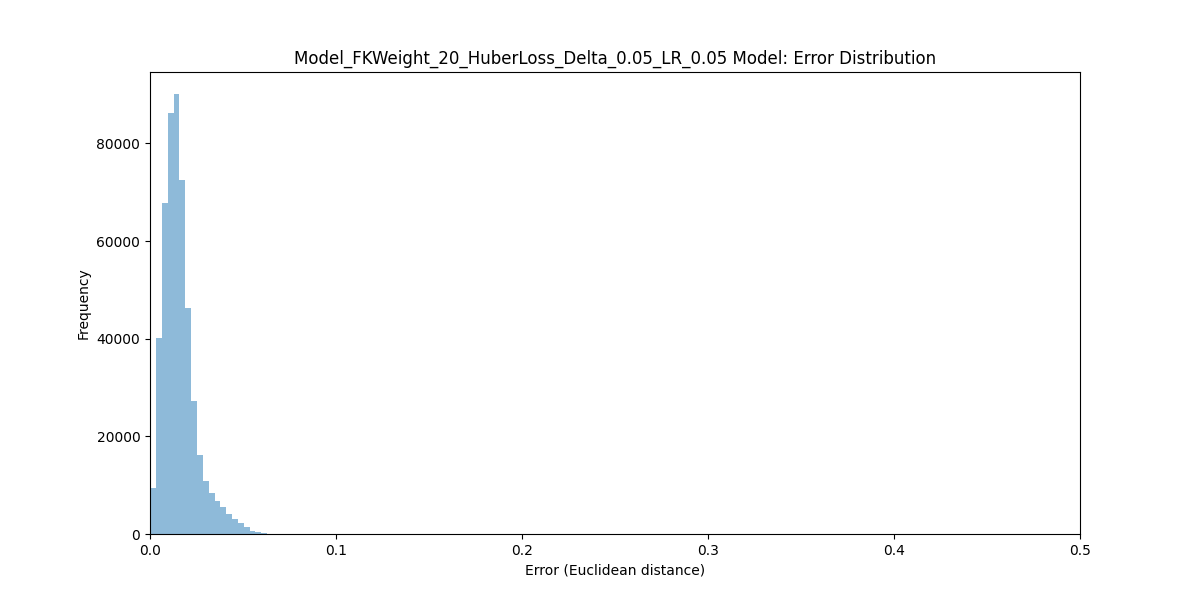 Model_FKWeight_20_HuberLoss_Delta_0.05_LR_0.05 Model: Error Distribution
80000
60000
40000
20000
0
Frequency
0.0 0.1 0.2 0.3 0.4 0.5
Error (Euclidean distance)